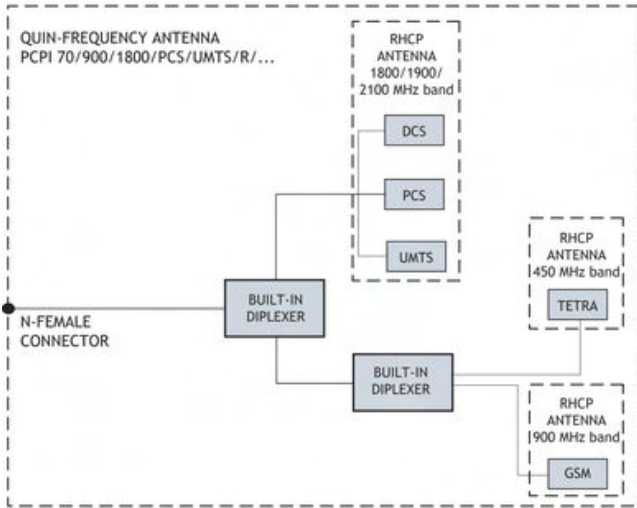 QUIN-FREQUENCY ANTENNA
PCPI 70/900/1800/PCS/UMTS/R/...
RHCP
ANTENNA
1800/1900/
2100 MHz band
DCS
PCS
UMTS
RHCP
ANTENNA
450 MHz band
TETRA
BUILT-IN
DIPLEXER
N-FEMALE
CONNECTOR
BUILT-IN
DIPLEXER
RHCP
ANTENNA
900 MHz band
GSM